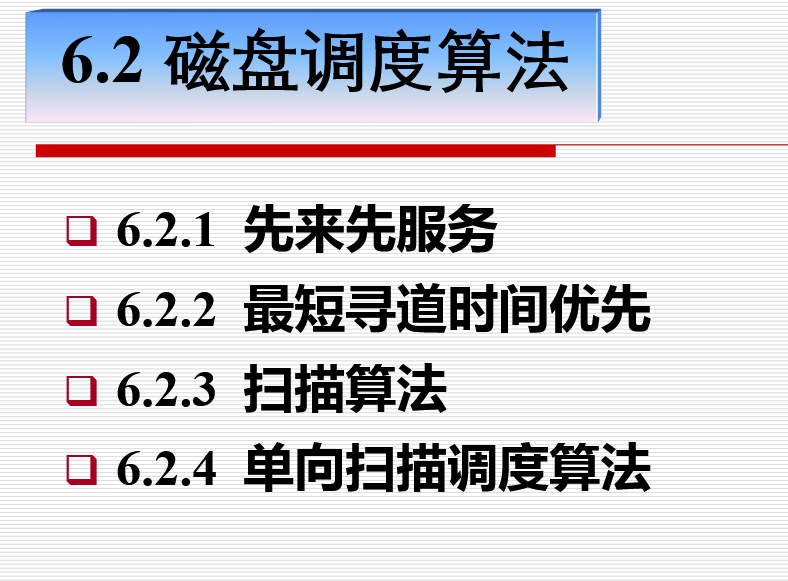 6.2 磁盘调度算法
6.2.1 先来先服务
6.2.2 最短寻道时间优先
6.2.3 扫描算法
6.2.4 单向扫描调度算法